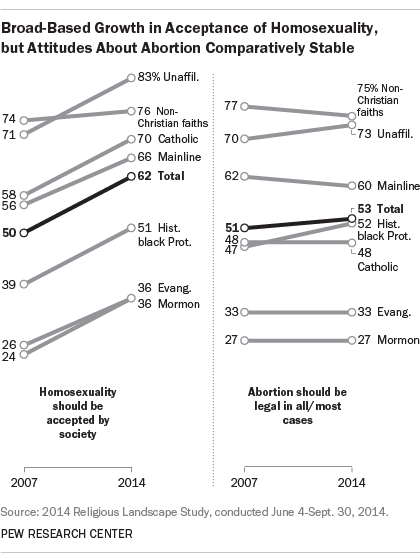 Broad-Based Growth in Acceptance of Homosexuality,
but Attitudes About Abortion Comparatively Stable
74
71
58
56
50
39
26
24
83% Unaffil.
76 Non-
Christian faiths
70 Catholic
66 Mainline
62 Total
51 Hist.
black Prot.
36 Evang.
36 Mormon
Homosexuality
should be
accepted by
society
2007
2014
77
70
62
51
48
47
33
27
75% Non-
Christian
faiths
73 Unaffil.
60 Mainline
53 Total
52 Hist.
black Prot.
48
Catholic
33 Evang.
27 Mormon
Abortion should be
legal in all/most
cases
2007
2014
Source: 2014 Religious Landscape Study, conducted June 4-Sept. 30, 2014.
PEW RESEARCH CENTER